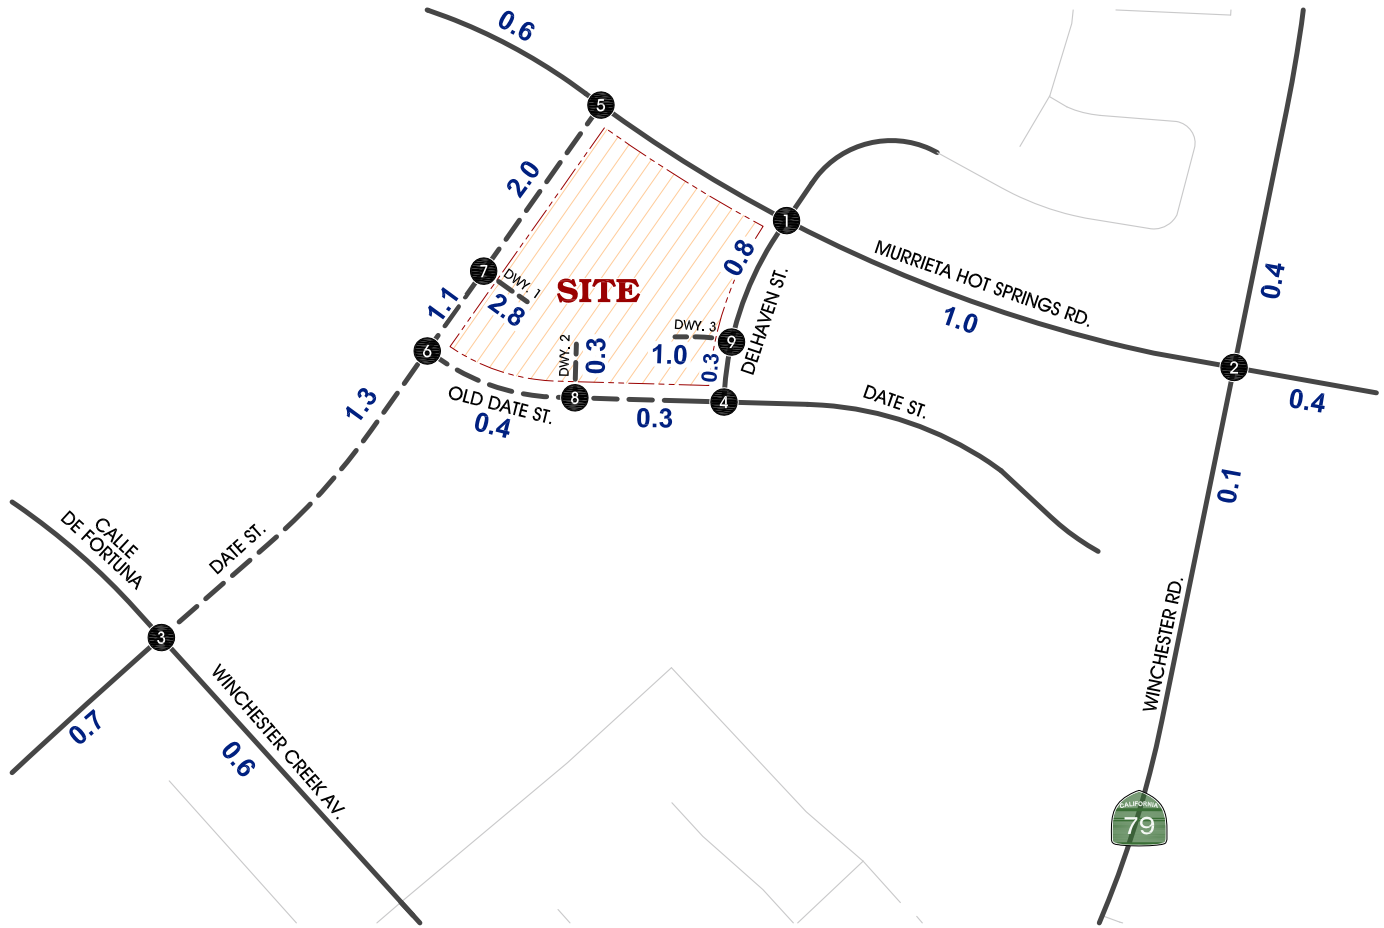 0.6
5
2.0
1
MURRIETA HOT SPRINGS RD.
1.0
0.8
DELHAVEN ST.
0.4
7
DWY. 1
2.8
SITE
1.1
DWY. 2
0.3
DWY. 3
1.0
9
0.3
6
OLD DATE ST.
0.4
8
0.3
4
DATE ST.
2
0.4
0.1
1.3
CALLE
DE FORTUNA
DATE ST.
3
0.7
WINCHESTER CREEK AV.
0.6
WINCHESTER RD.
CALIFORNIA
79